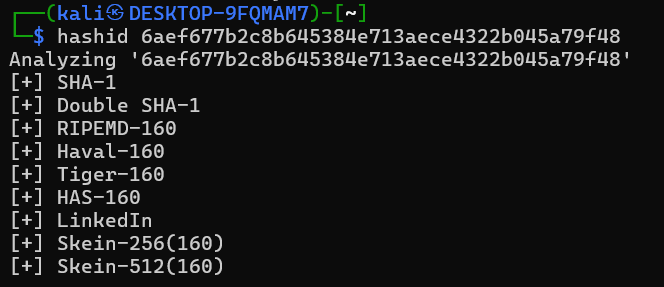 ┌──(kali㉿DESKTOP-9FQMAM7)-[~]
└─$ hashid 6aef677b2c8b645384e713aece4322b045a79f48
Analyzing '6aef677b2c8b645384e713aece4322b045a79f48'
[+] SHA-1
[+] Double SHA-1
[+] RIPEMD-160
[+] Haval-160
[+] Tiger-160
[+] HAS-160
[+] LinkedIn
[+] Skein-256(160)
[+] Skein-512(160)